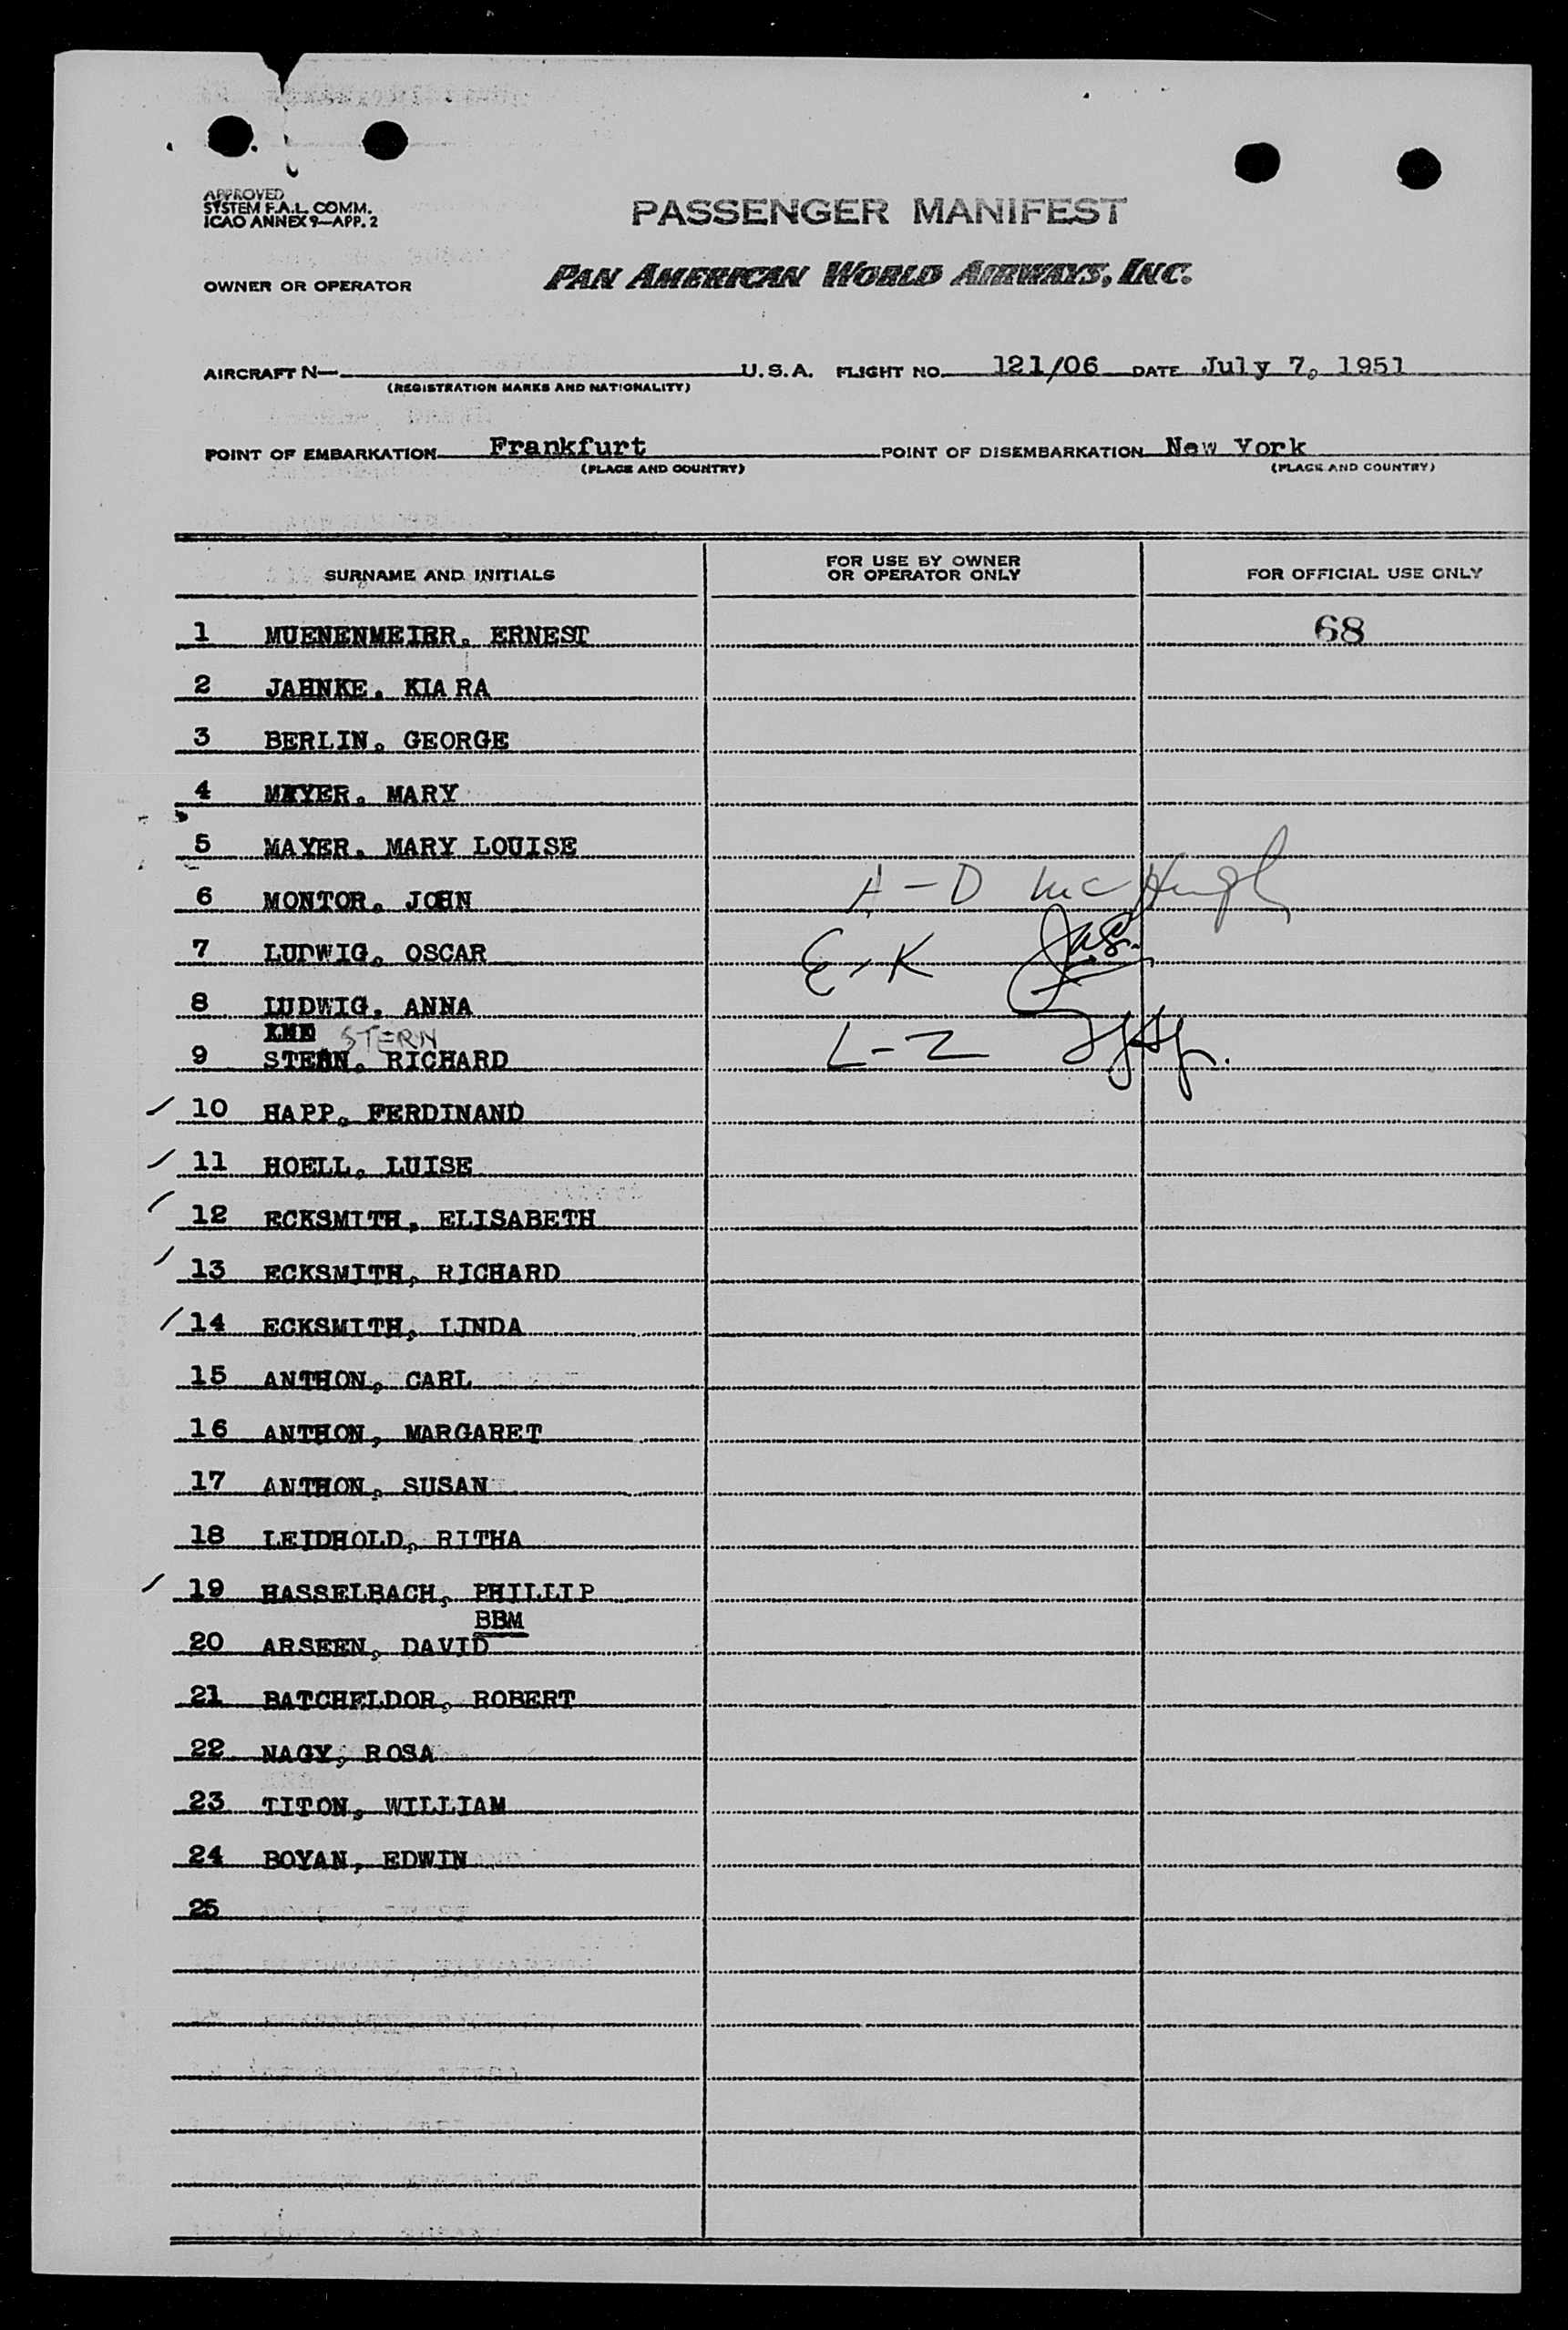 APPROVED
SYSTEM F.A.L. COMM.
ICAO ANNEX 9—APP. 2
PASSENGER MANIFEST
OWNER OR OPERATOR PAN AMERICAN WORLD AIRWAYS, INC.
AIRCRAFT N— U.S.A. FLIGHT NO. 121/06 DATE July 7, 1951
(REGISTRATION MARKS AND NATIONALITY)
POINT OF EMBARKATION Frankfurt POINT OF DISEMBARKATION New York
(PLACE AND COUNTRY) (PLACE AND COUNTRY)
SURNAME AND INITIALS FOR USE BY OWNER OR OPERATOR ONLY FOR OFFICIAL USE ONLY
1 MUENENMEIER, ERNEST 68
2 JAHNKE, KIARA
3 BERLIN, GEORGE
4 MAYER, MARY
5 MAYER, MARY LOUISE
6 MONTOR, JOHN A-D McHugh
7 LUDWIG, OSCAR E-K
8 LUDWIG, ANNA
STERN
9 STERN, RICHARD L-Z
10 HAPP, FERDINAND
11 HOELL, LUISE
12 ECKSMITH, ELISABETH
13 ECKSMITH, RICHARD
14 ECKSMITH, LINDA
15 ANTHON, CARL
16 ANTHON, MARGARET
17 ANTHON, SUSAN
18 LEIDHOLD, RITHA
19 HASSELBACH, PHILLIP
BBM
20 ARSEEN, DAVID
21 BATCHELDOR, ROBERT
22 NAGY, ROSA
23 TITON, WILLIAM
24 BOYAN, EDWIN
25